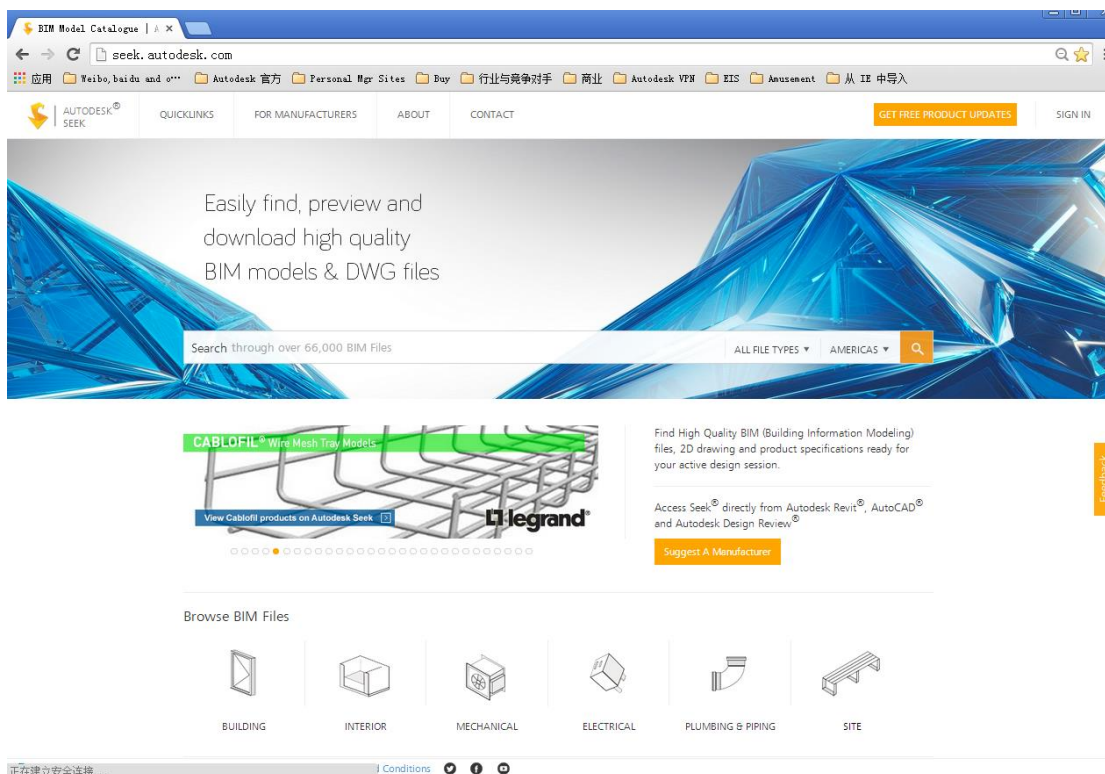 BIM Model Catalogue | A
seek.autodesk.com
应用 Weibo,baidu and o… Autodesk 官方 Personal Mgr Sites Buy 行业与竞争对手 商业 Autodesk VPN EIS Amusement 从 IE 中导入
AUTODESK® SEEK
QUICKLINKS FOR MANUFACTURERS ABOUT CONTACT GET FREE PRODUCT UPDATES SIGN IN
Easily find, preview and
download high quality
BIM models & DWG files
Search through over 66,000 BIM Files ALL FILE TYPES AMERICAS
CABLOFIL® Wire Mesh Tray Models
View Cablofil products on Autodesk Seek
legrand®
Find High Quality BIM (Building Information Modeling)
files, 2D drawing and product specifications ready for
your active design session.
Access Seek® directly from Autodesk Revit®, AutoCAD®
and Autodesk Design Review®
Suggest A Manufacturer
Feedback
Browse BIM Files
BUILDING INTERIOR MECHANICAL ELECTRICAL PLUMBING & PIPING SITE
正在建立安全连接 Conditions